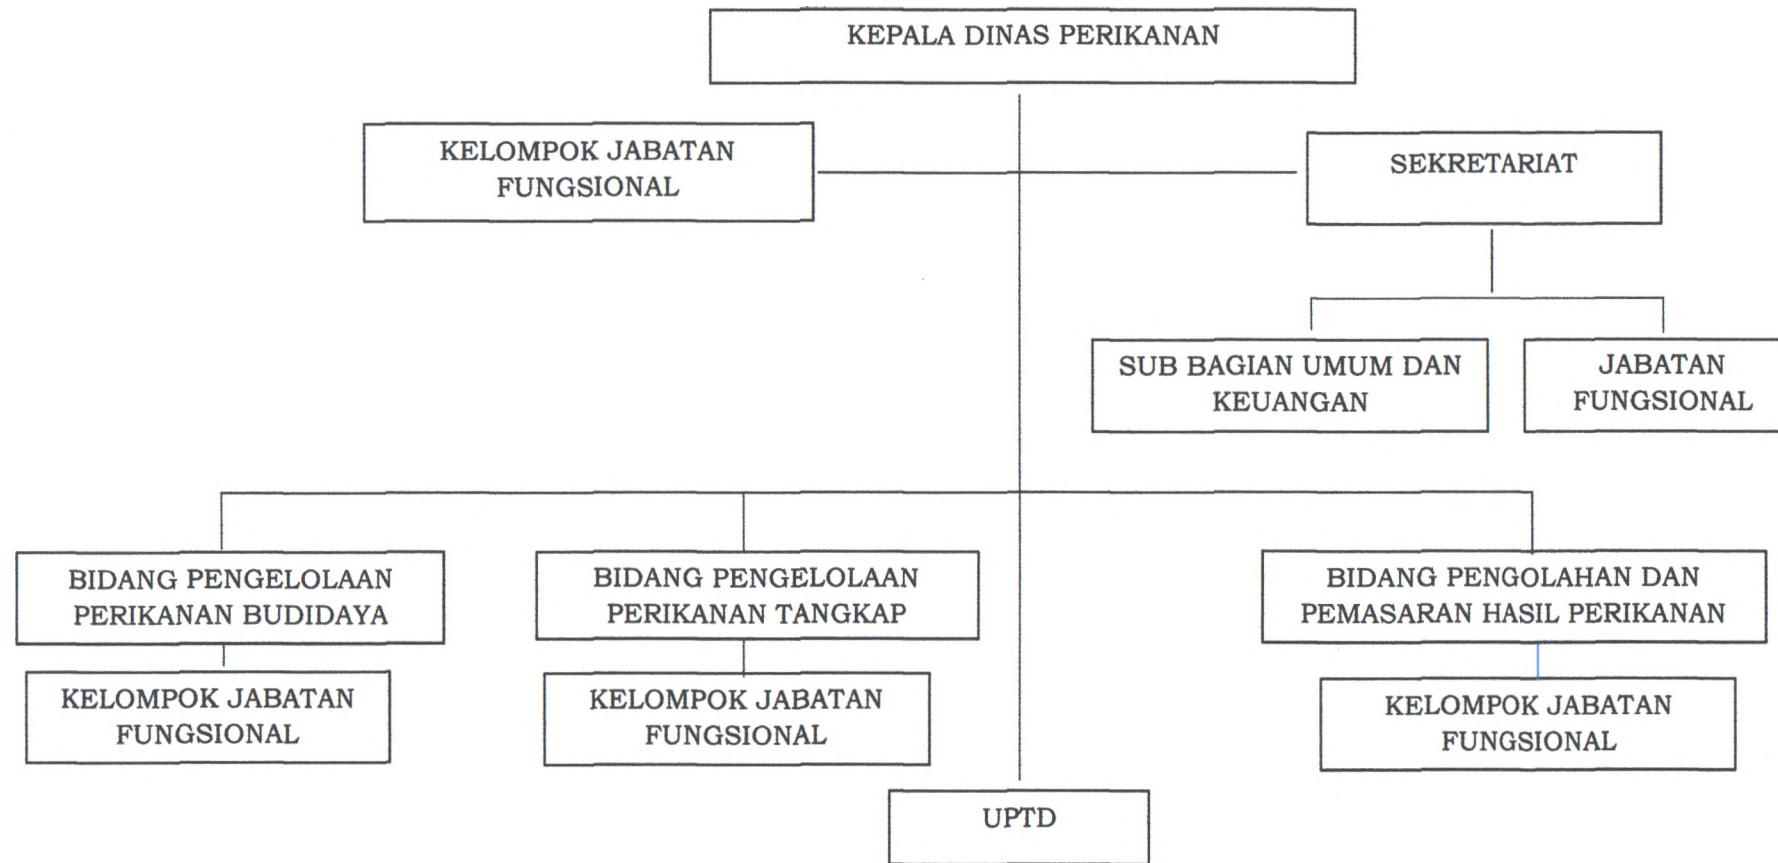 KEPALA DINAS PERIKANAN
KELOMPOK JABATAN
FUNGSIONAL
SEKRETARIAT
SUB BAGIAN UMUM DAN
KEUANGAN
JABATAN
FUNGSIONAL
BIDANG PENGELOLAAN
PERIKANAN BUDIDAYA
BIDANG PENGELOLAAN
PERIKANAN TANGKAP
BIDANG PENGOLAHAN DAN
PEMASARAN HASIL PERIKANAN
KELOMPOK JABATAN
FUNGSIONAL
KELOMPOK JABATAN
FUNGSIONAL
KELOMPOK JABATAN
FUNGSIONAL
UPTD